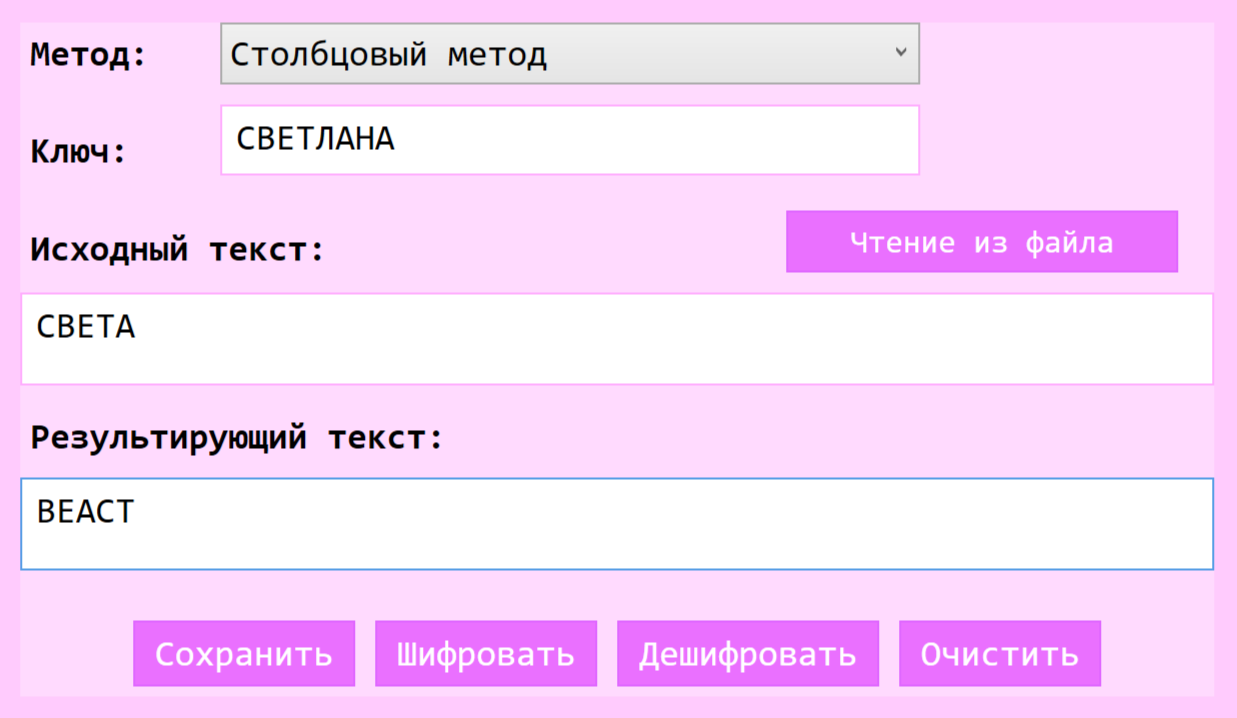 Метод: Столбцовый метод
Ключ: СВЕТЛАНА
Чтение из файла
Исходный текст:
СВЕТА
Результирующий текст:
ВЕАСТ
Сохранить Шифровать Дешифровать Очистить